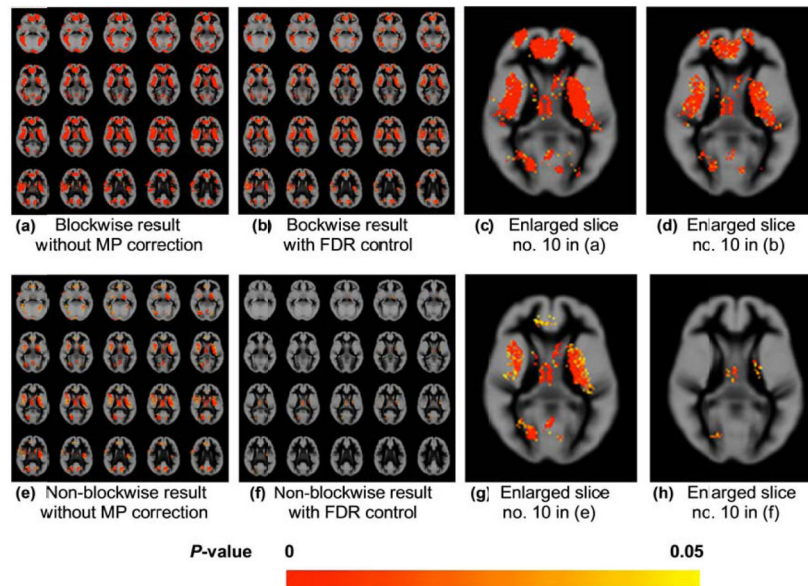 (a) Blockwise result
without MP correction
(b) Bockwise result
with FDR control
(c) Enlarged slice
no. 10 in (a)
(d) Enlarged slice
nc. 10 in (b)
(e) Non-blockwise result
without MP correction
(f) Non-blockwise result
with FDR control
(g) Enlarged slice
no. 10 in (e)
(h) Enlarged slice
nc. 10 in (f)
P-value 0 0.05